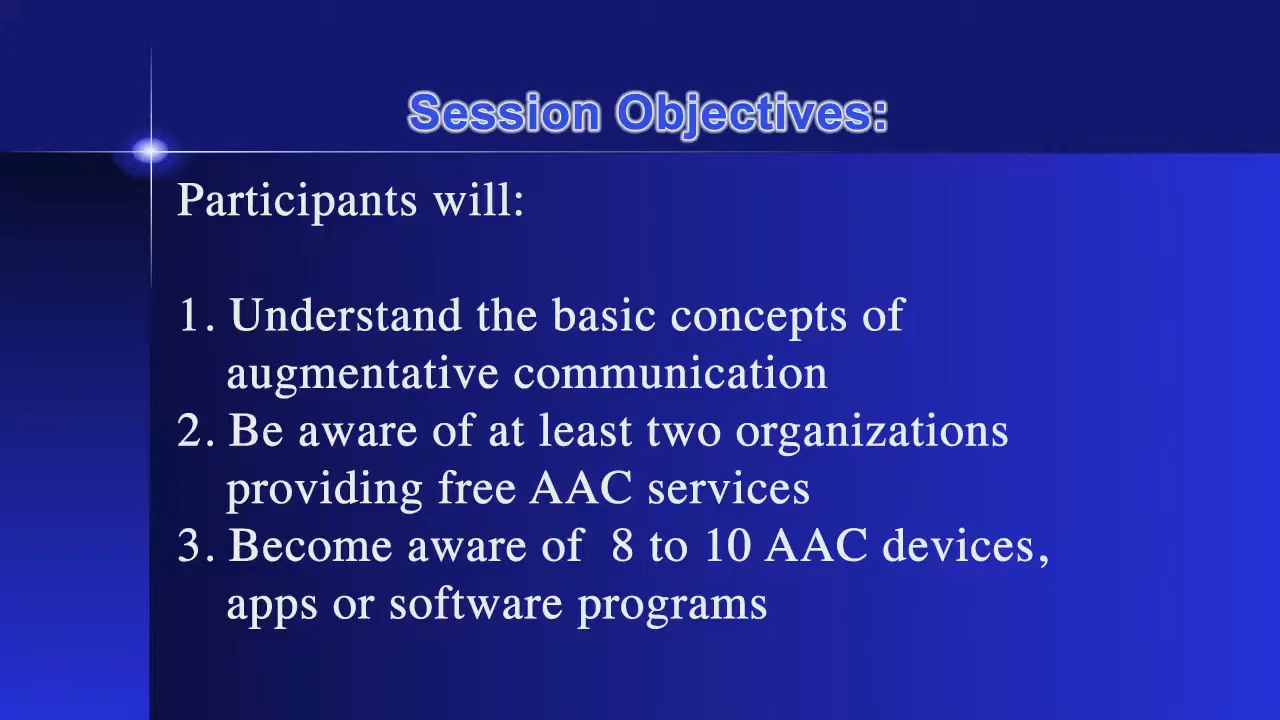 Session Objectives:
Participants will:
1. Understand the basic concepts of
augmentative communication
2. Be aware of at least two organizations
providing free AAC services
3. Become aware of  8 to 10 AAC devices,
apps or software programs